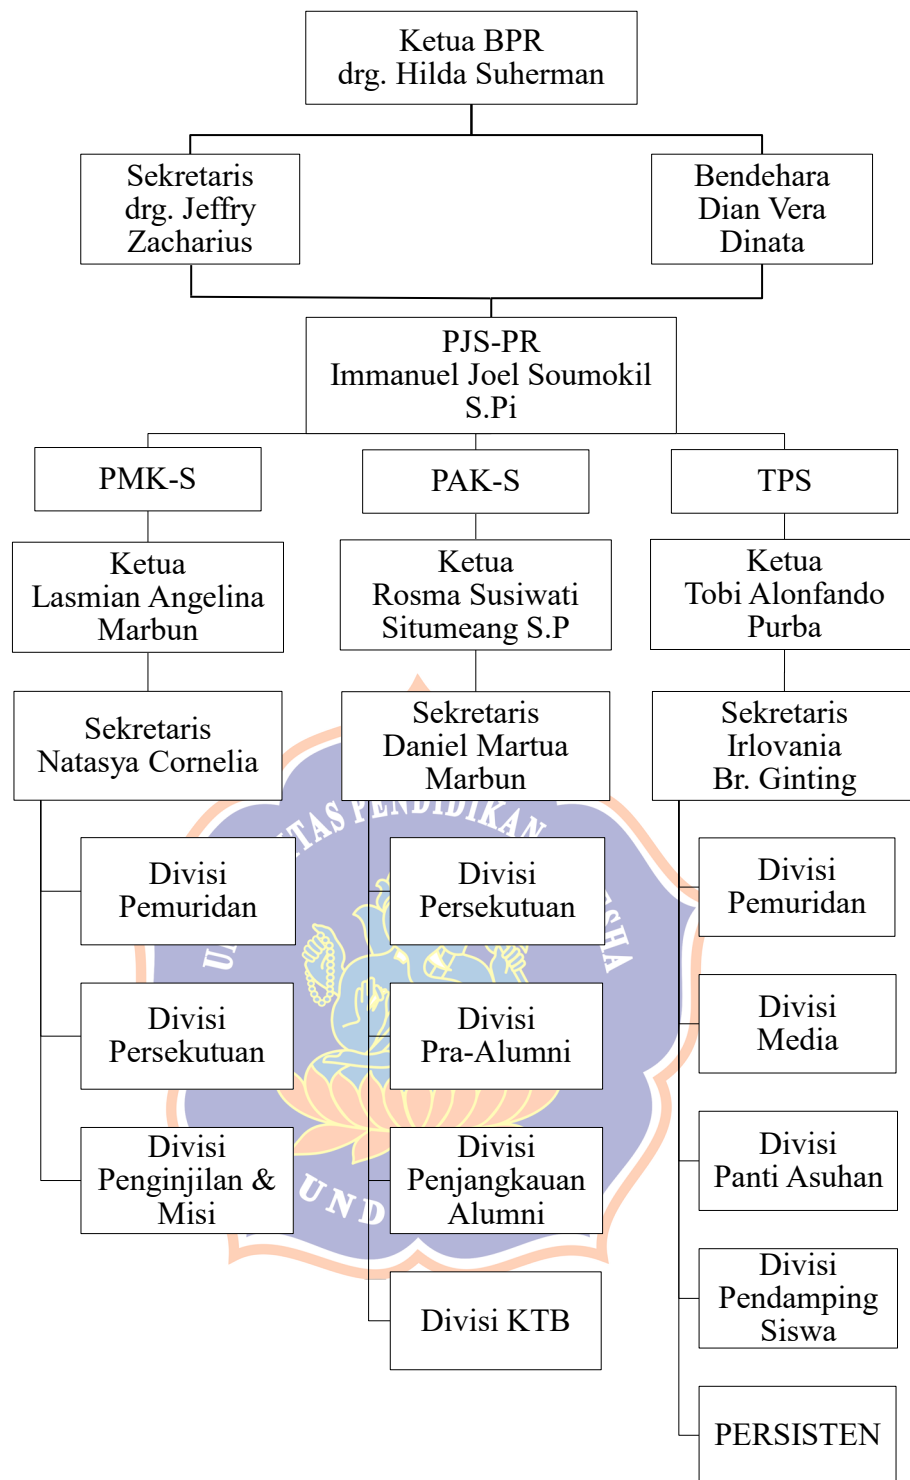 Ketua BPR
drg. Hilda Suherman
Sekretaris
drg. Jeffry
Zacharius
Bendehara
Dian Vera
Dinata
PJS-PR
Immanuel Joel Soumokil
S.Pi
PMK-S
PAK-S
TPS
Ketua
Lasmian Angelina
Marbun
Ketua
Rosma Susiwati
Situmeang S.P
Ketua
Tobi Alonfando
Purba
Sekretaris
Natasya Cornelia
Sekretaris
Daniel Martua
Marbun
Sekretaris
Irlovania
Br. Ginting
Divisi
Pemuridan
Divisi
Persekutuan
Divisi
Penginjilan &
Misi
Divisi
Persekutuan
Divisi
Pra-Alumni
Divisi
Penjangkauan
Alumni
Divisi KTB
Divisi
Pemuridan
Divisi
Media
Divisi
Panti Asuhan
Divisi
Pendamping
Siswa
PERSISTEN
PENDIDIKAN